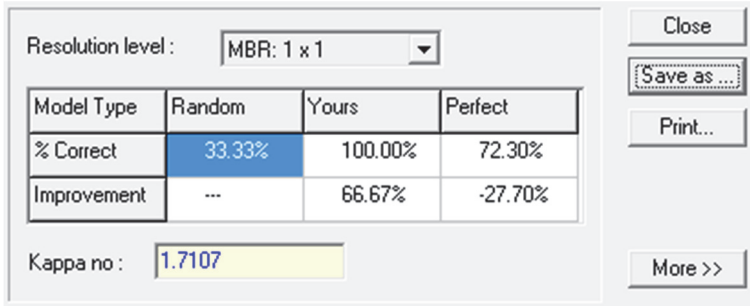 Resolution level : MBR: 1 x 1
Close
Save as ...
Print...
Model Type Random Yours Perfect
% Correct 33.33% 100.00% 72.30%
Improvement --- 66.67% -27.70%
Kappa no : 1.7107
More >>